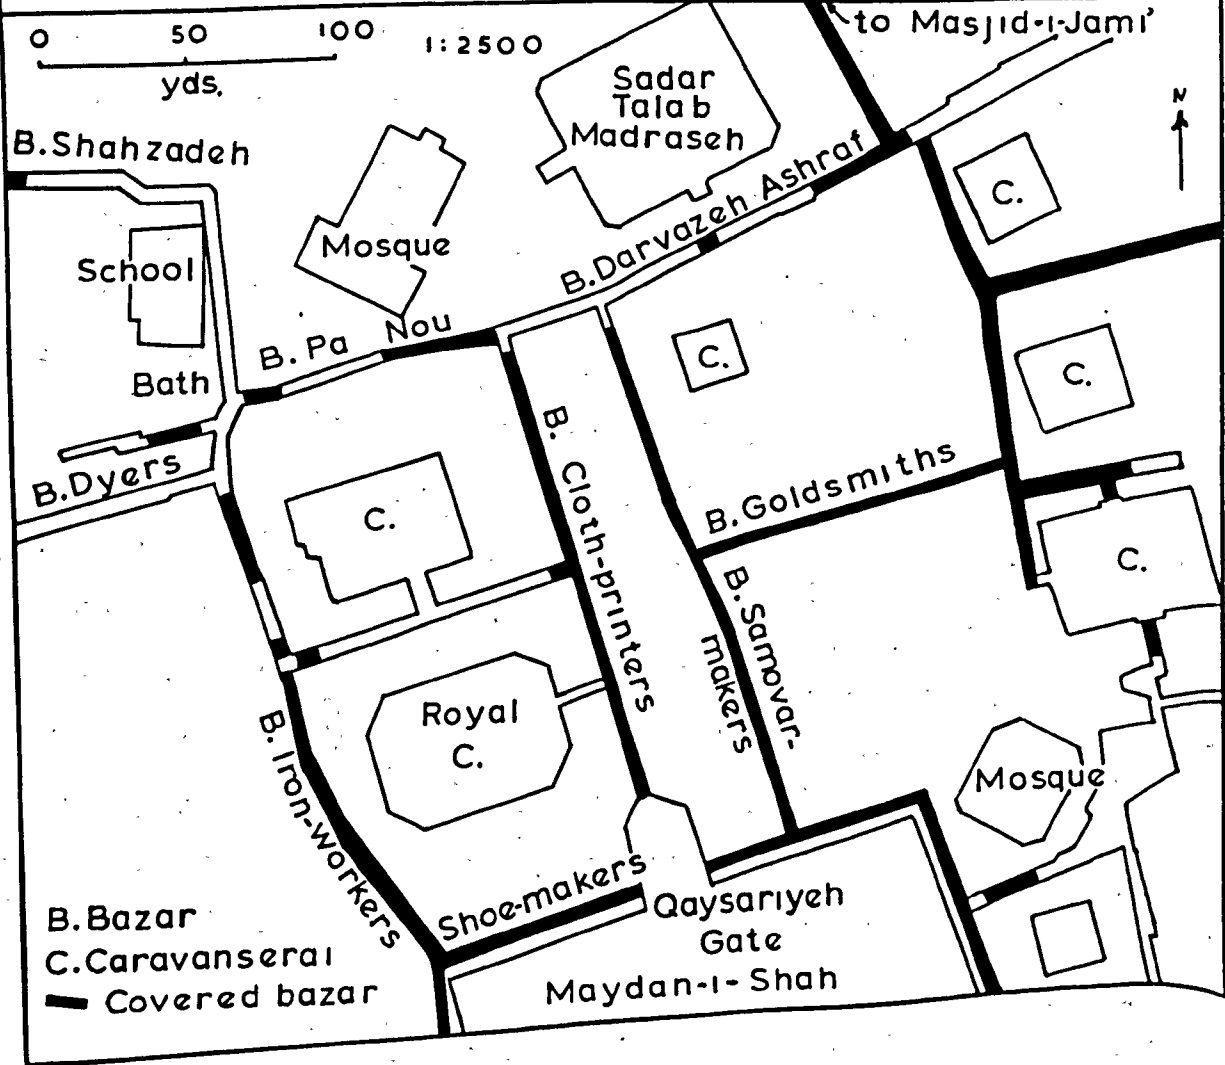 0 50 100 1:2500
yds.
to Masjid-i-Jami'
Sadar
Talab
Madraseh
N
B.Shahzadeh
C.
School
Mosque
B.Darvazeh Ashraf
B. Pa Nou
Bath
C.
C.
B.Dyers
B. Cloth-printers
B.Goldsmiths
C.
C.
B. Samovar-
makers
Royal
C.
B. Iron-workers
Mosque
Shoe-makers
Qaysariyeh
Gate
Maydan-i-Shah
B.Bazar
C.Caravanserai
Covered bazar